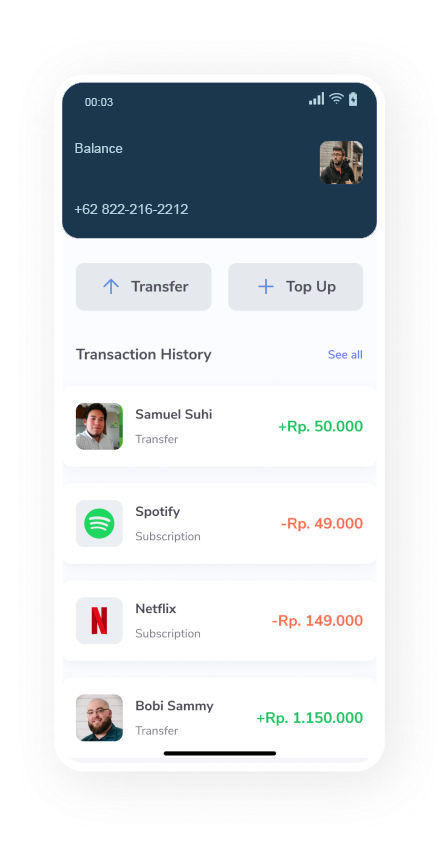 00:03
Balance
+62 822-216-2212
Transfer
Top Up
Transaction History
See all
Samuel Suhi
Transfer
+Rp. 50.000
Spotify
Subscription
-Rp. 49.000
Netflix
Subscription
-Rp. 149.000
Bobi Sammy
Transfer
+Rp. 1.150.000